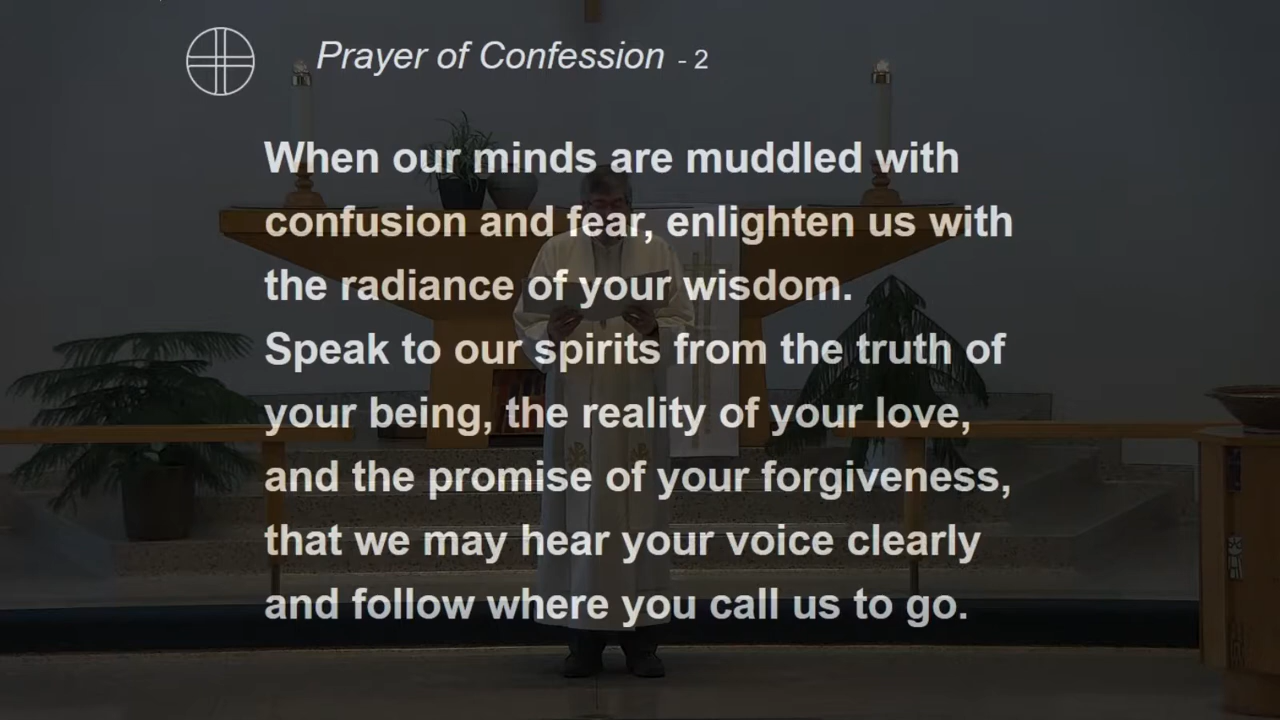 Prayer of Confession - 2
When our minds are muddled with
confusion and fear, enlighten us with
the radiance of your wisdom.
Speak to our spirits from the truth of
your being, the reality of your love,
and the promise of your forgiveness,
that we may hear your voice clearly
and follow where you call us to go.